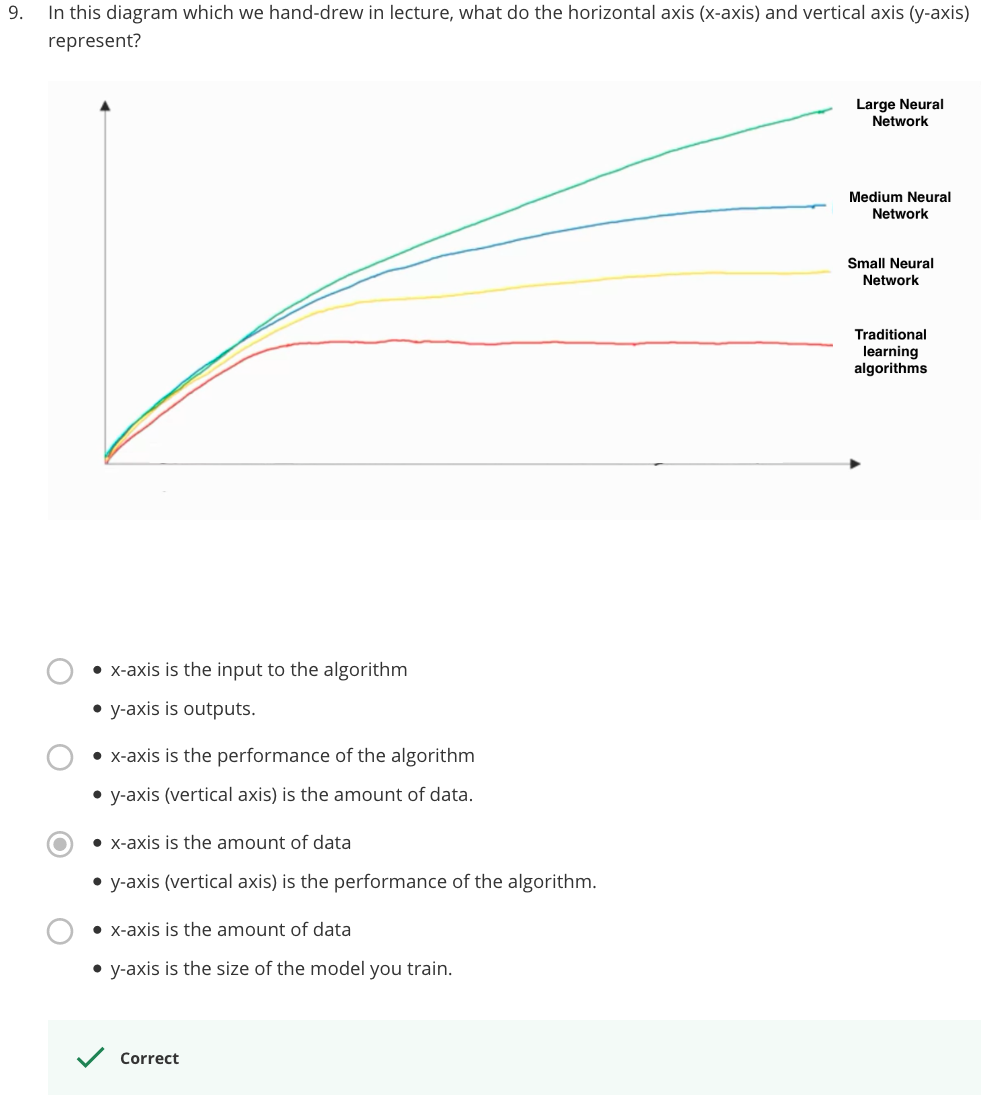 9. In this diagram which we hand-drew in lecture, what do the horizontal axis (x-axis) and vertical axis (y-axis)
represent?
Large Neural
Network
Medium Neural
Network
Small Neural
Network
Traditional
learning
algorithms
• x-axis is the input to the algorithm
• y-axis is outputs.
• x-axis is the performance of the algorithm
• y-axis (vertical axis) is the amount of data.
• x-axis is the amount of data
• y-axis (vertical axis) is the performance of the algorithm.
• x-axis is the amount of data
• y-axis is the size of the model you train.
Correct